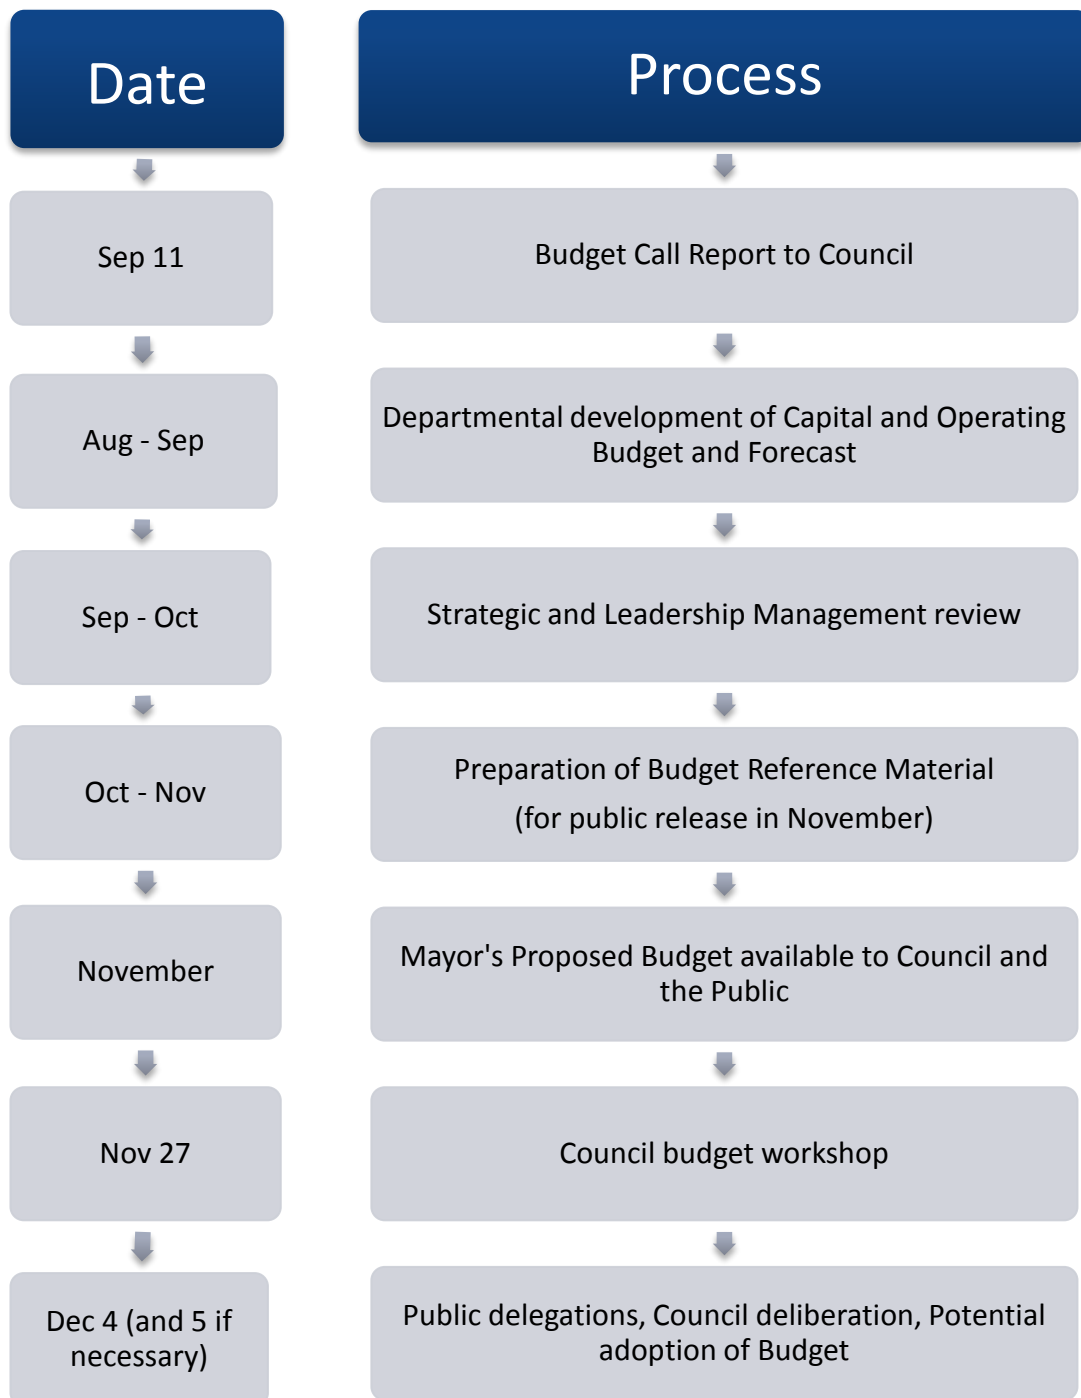 Date
Process
Sep 11
Budget Call Report to Council
Aug - Sep
Departmental development of Capital and Operating
Budget and Forecast
Sep - Oct
Strategic and Leadership Management review
Oct - Nov
Preparation of Budget Reference Material
(for public release in November)
November
Mayor's Proposed Budget available to Council and
the Public
Nov 27
Council budget workshop
Dec 4 (and 5 if
necessary)
Public delegations, Council deliberation, Potential
adoption of Budget